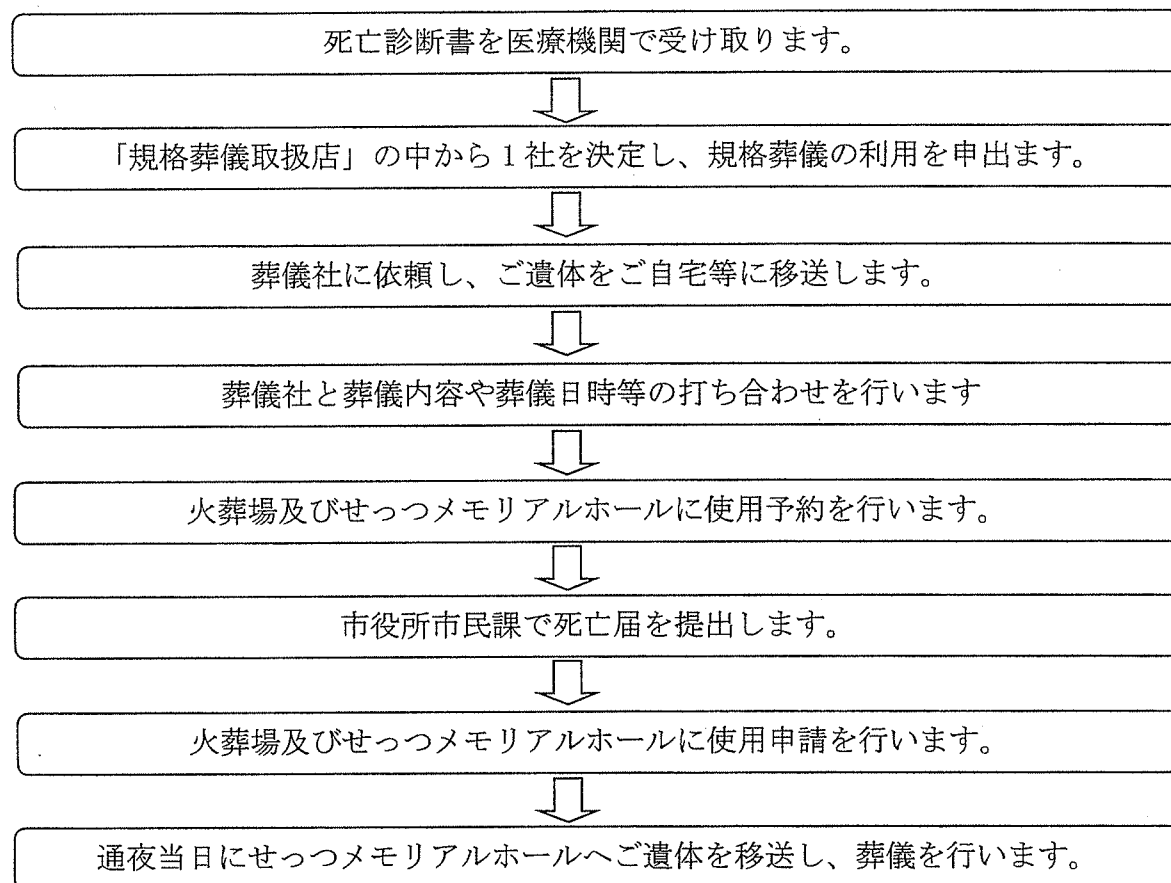 死亡診断書を医療機関で受け取ります。
「規格葬儀取扱店」の中から１社を決定し、規格葬儀の利用を申出ます。
葬儀社に依頼し、ご遺体をご自宅等に移送します。
葬儀社と葬儀内容や葬儀日時等の打ち合わせを行います
火葬場及びせっつメモリアルホールに使用予約を行います。
市役所市民課で死亡届を提出します。
火葬場及びせっつメモリアルホールに使用申請を行います。
通夜当日にせっつメモリアルホールへご遺体を移送し、葬儀を行います。